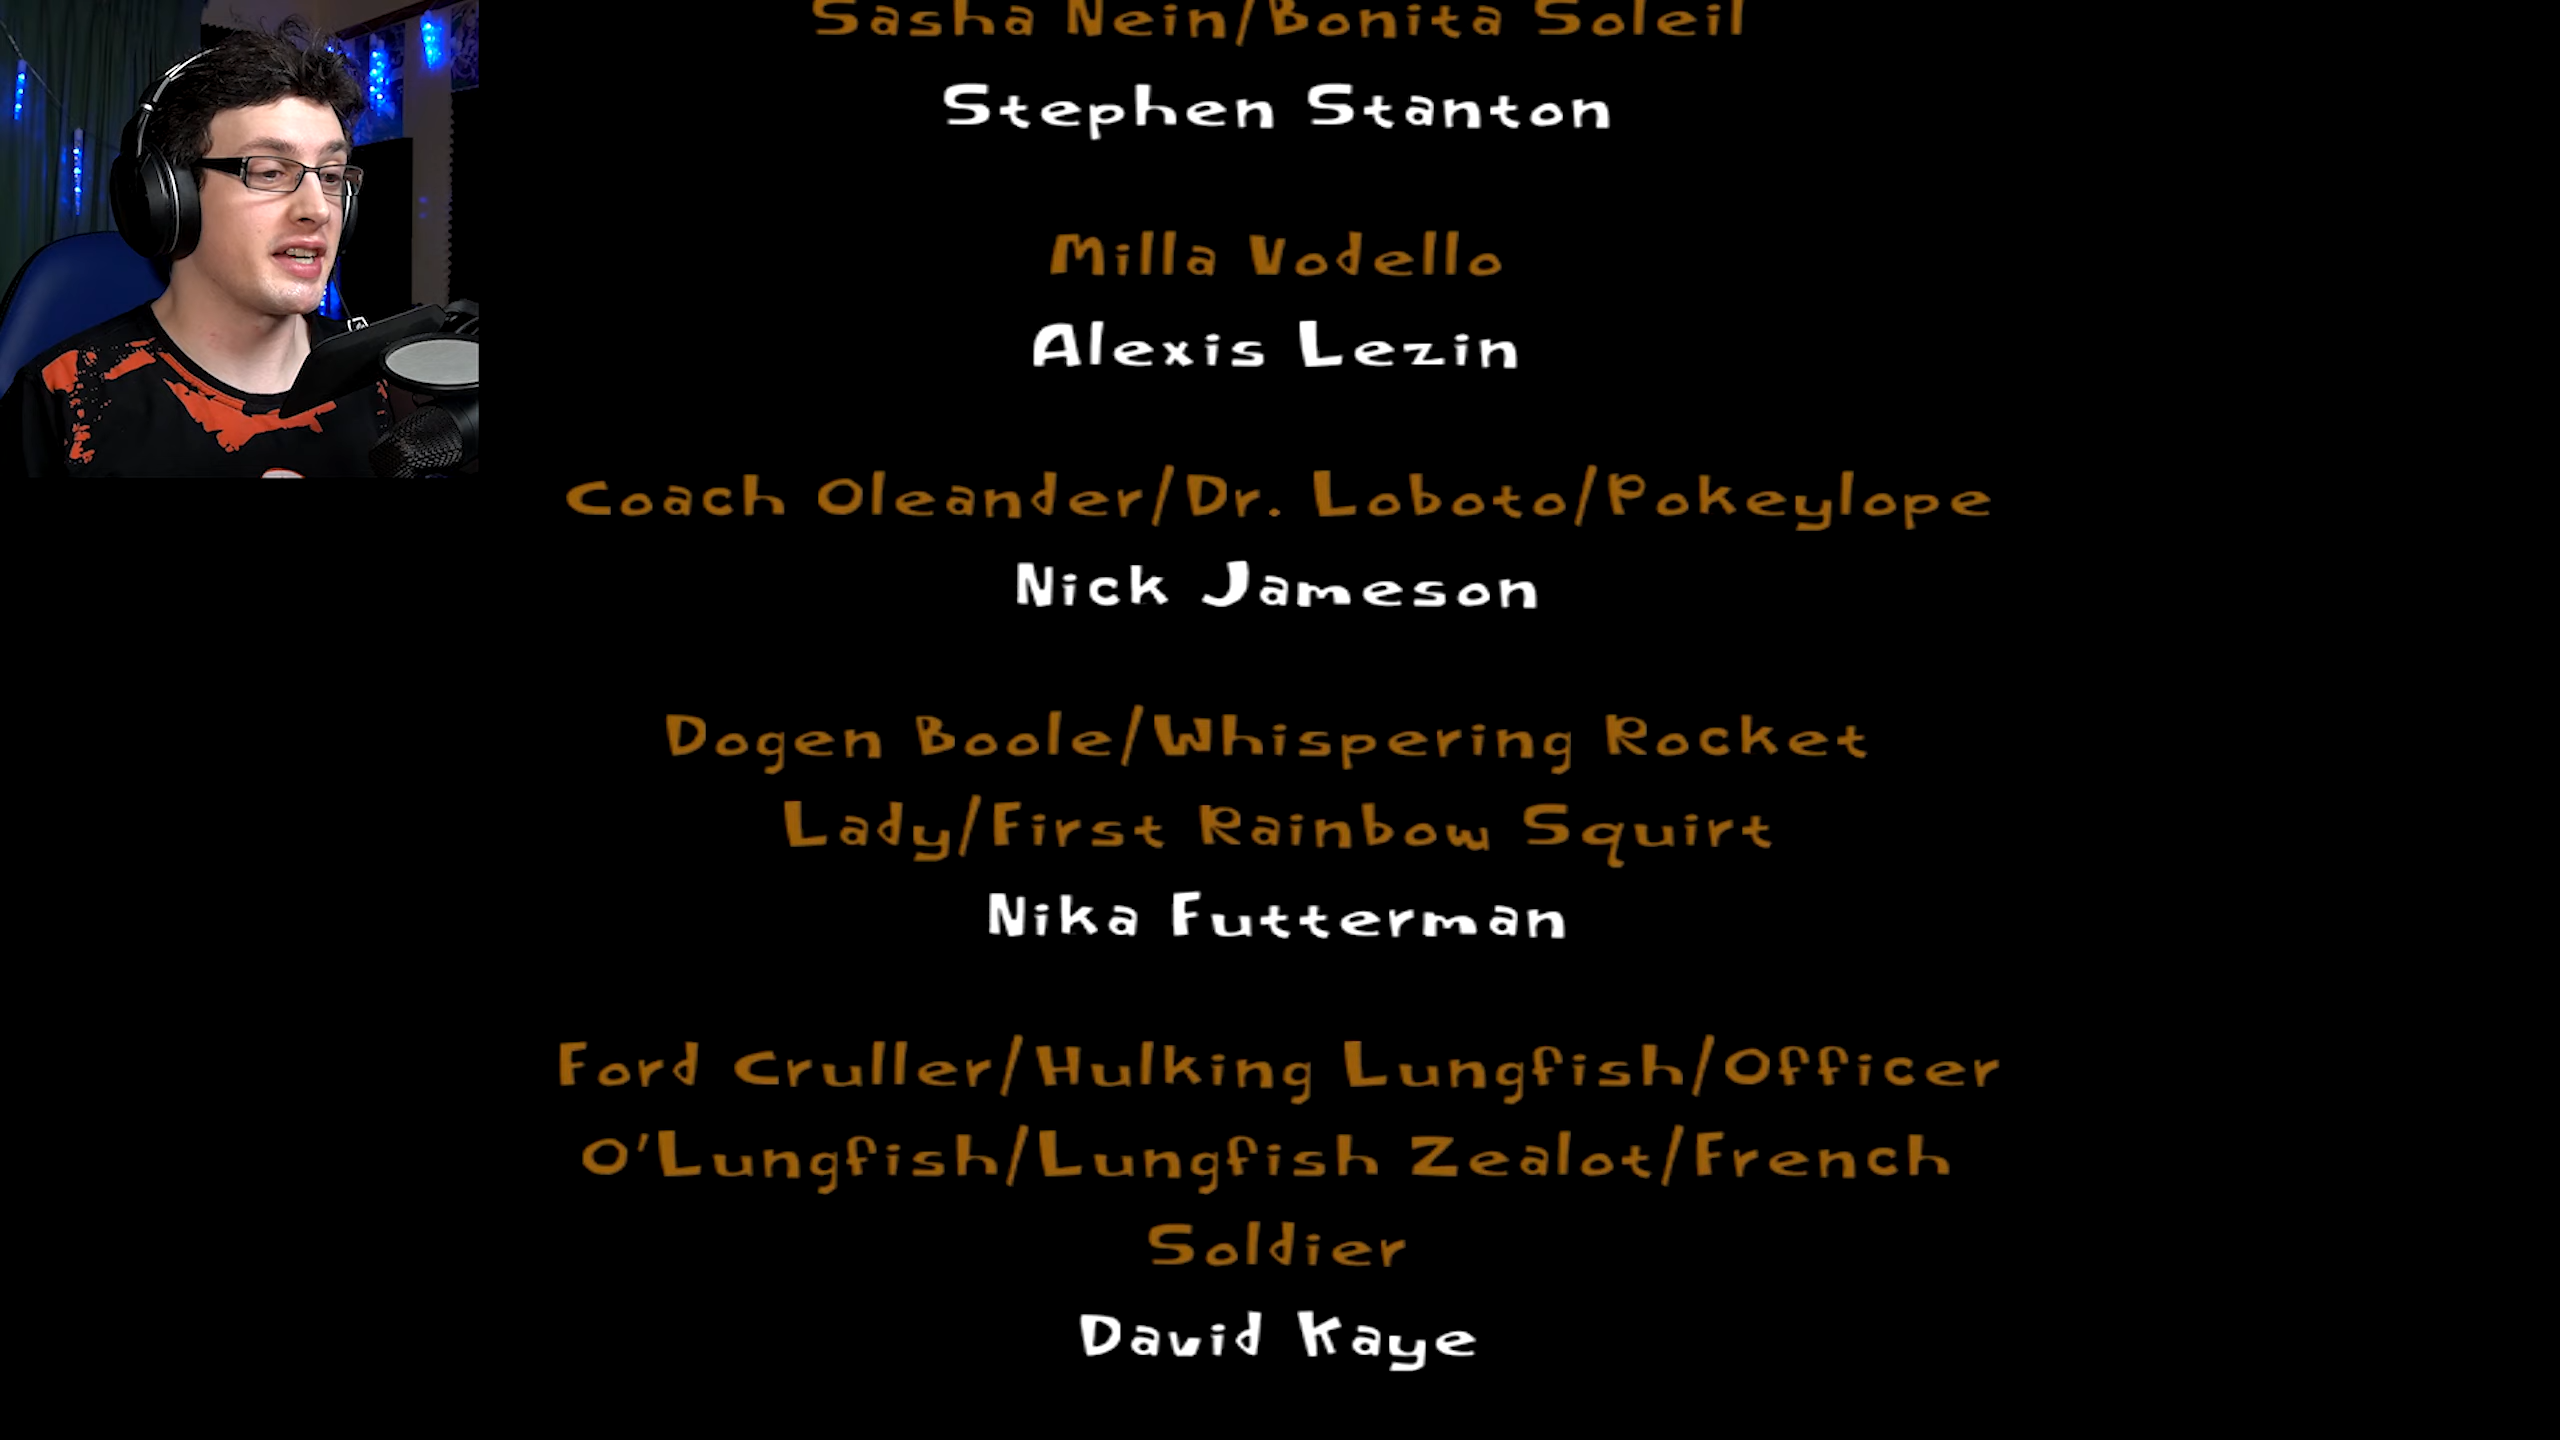 Sasha Nein/Bonita Soleil
Stephen Stanton
Milla Vodello
Alexis Lezin
Coach Oleander/Dr. Loboto/Pokeylope
Nick Jameson
Dogen Boole/Whispering Rocket
Lady/First Rainbow Squirt
Nika Futterman
Ford Cruller/Hulking Lungfish/Officer
O'Lungfish/Lungfish Zealot/French
Soldier
David Kaye